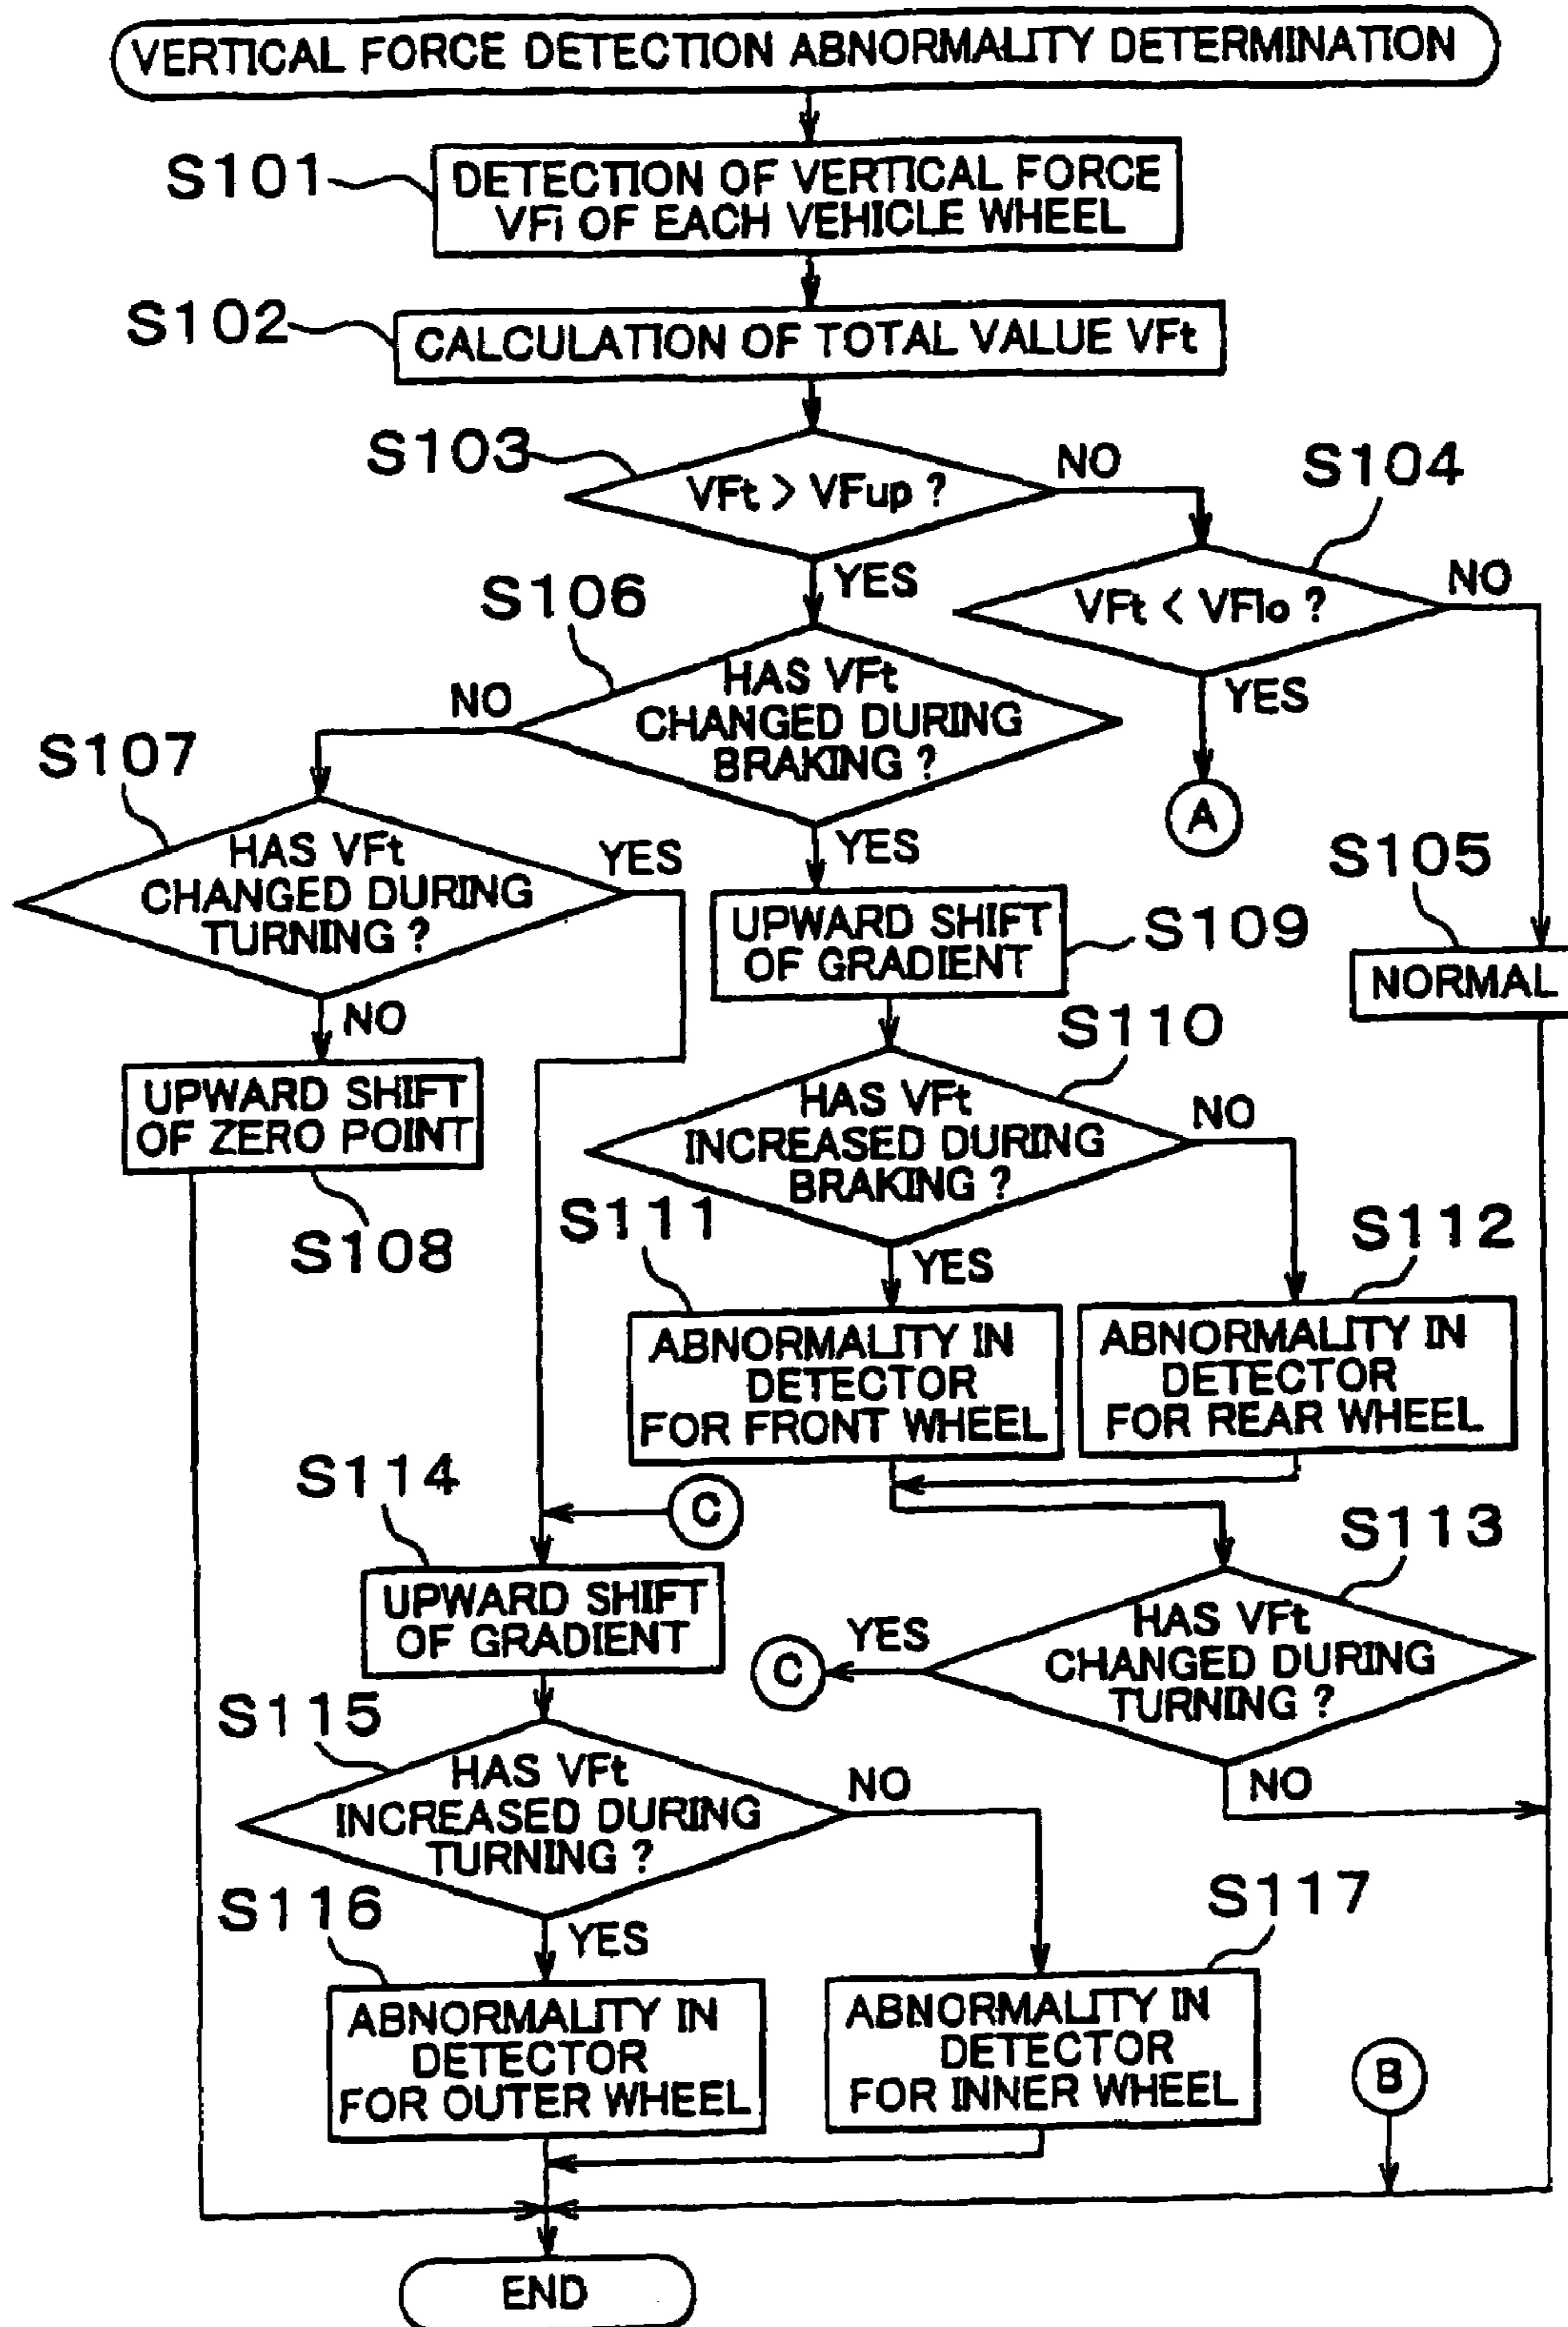 VERTICAL FORCE DETECTION ABNORMALITY DETERMINATION
S101
DETECTION OF VERTICAL FORCE
VFi OF EACH VEHICLE WHEEL
S102
CALCULATION OF TOTAL VALUE VFt
S103
VFt > VFup ?
NO
S104
YES
VFt < VFlo ?
NO
S106
HAS VFt
CHANGED DURING
BRAKING ?
NO
YES
A
S107
HAS VFt
CHANGED DURING
TURNING ?
YES
YES
S105
NORMAL
UPWARD SHIFT
OF GRADIENT
S109
NO
UPWARD SHIFT
OF ZERO POINT
S108
S110
HAS VFt
INCREASED DURING
BRAKING ?
NO
S111
YES
S112
ABNORMALITY IN
DETECTOR
FOR FRONT WHEEL
ABNORMALITY IN
DETECTOR
FOR REAR WHEEL
S114
C
S113
UPWARD SHIFT
OF GRADIENT
HAS VFt
CHANGED DURING
TURNING ?
YES
C
NO
S115
HAS VFt
INCREASED DURING
TURNING ?
NO
S116
YES
S117
ABNORMALITY IN
DETECTOR
FOR OUTER WHEEL
ABNORMALITY IN
DETECTOR
FOR INNER WHEEL
B
END